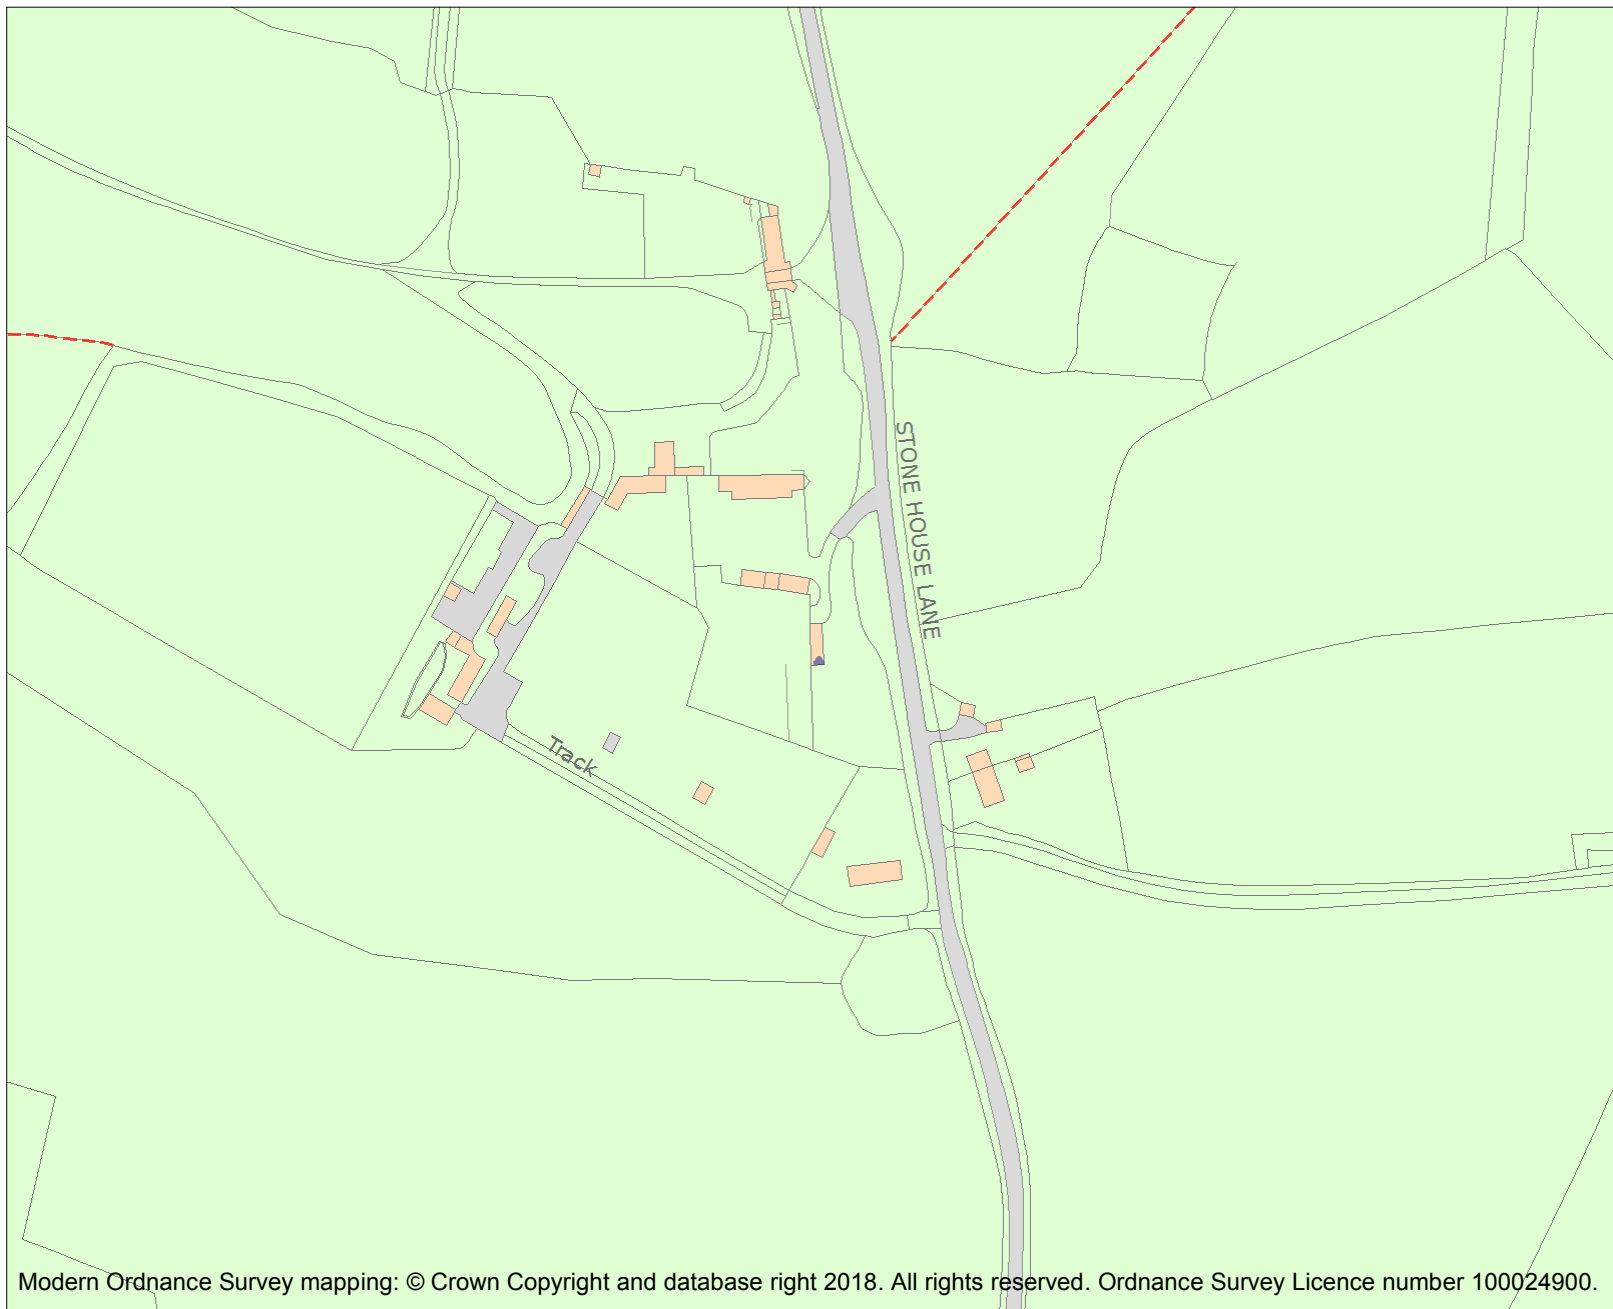 STONE HOUSE LANE
Track
Modern Ordnance Survey mapping: © Crown Copyright and database right 2018. All rights reserved. Ordnance Survey Licence number 100024900.